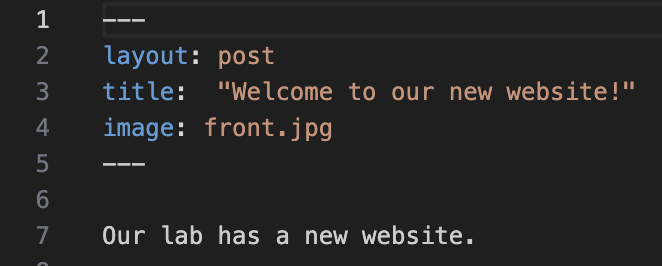 1 ---
2 layout: post
3 title:  "Welcome to our new website!"
4 image: front.jpg
5 ---
6
7 Our lab has a new website.